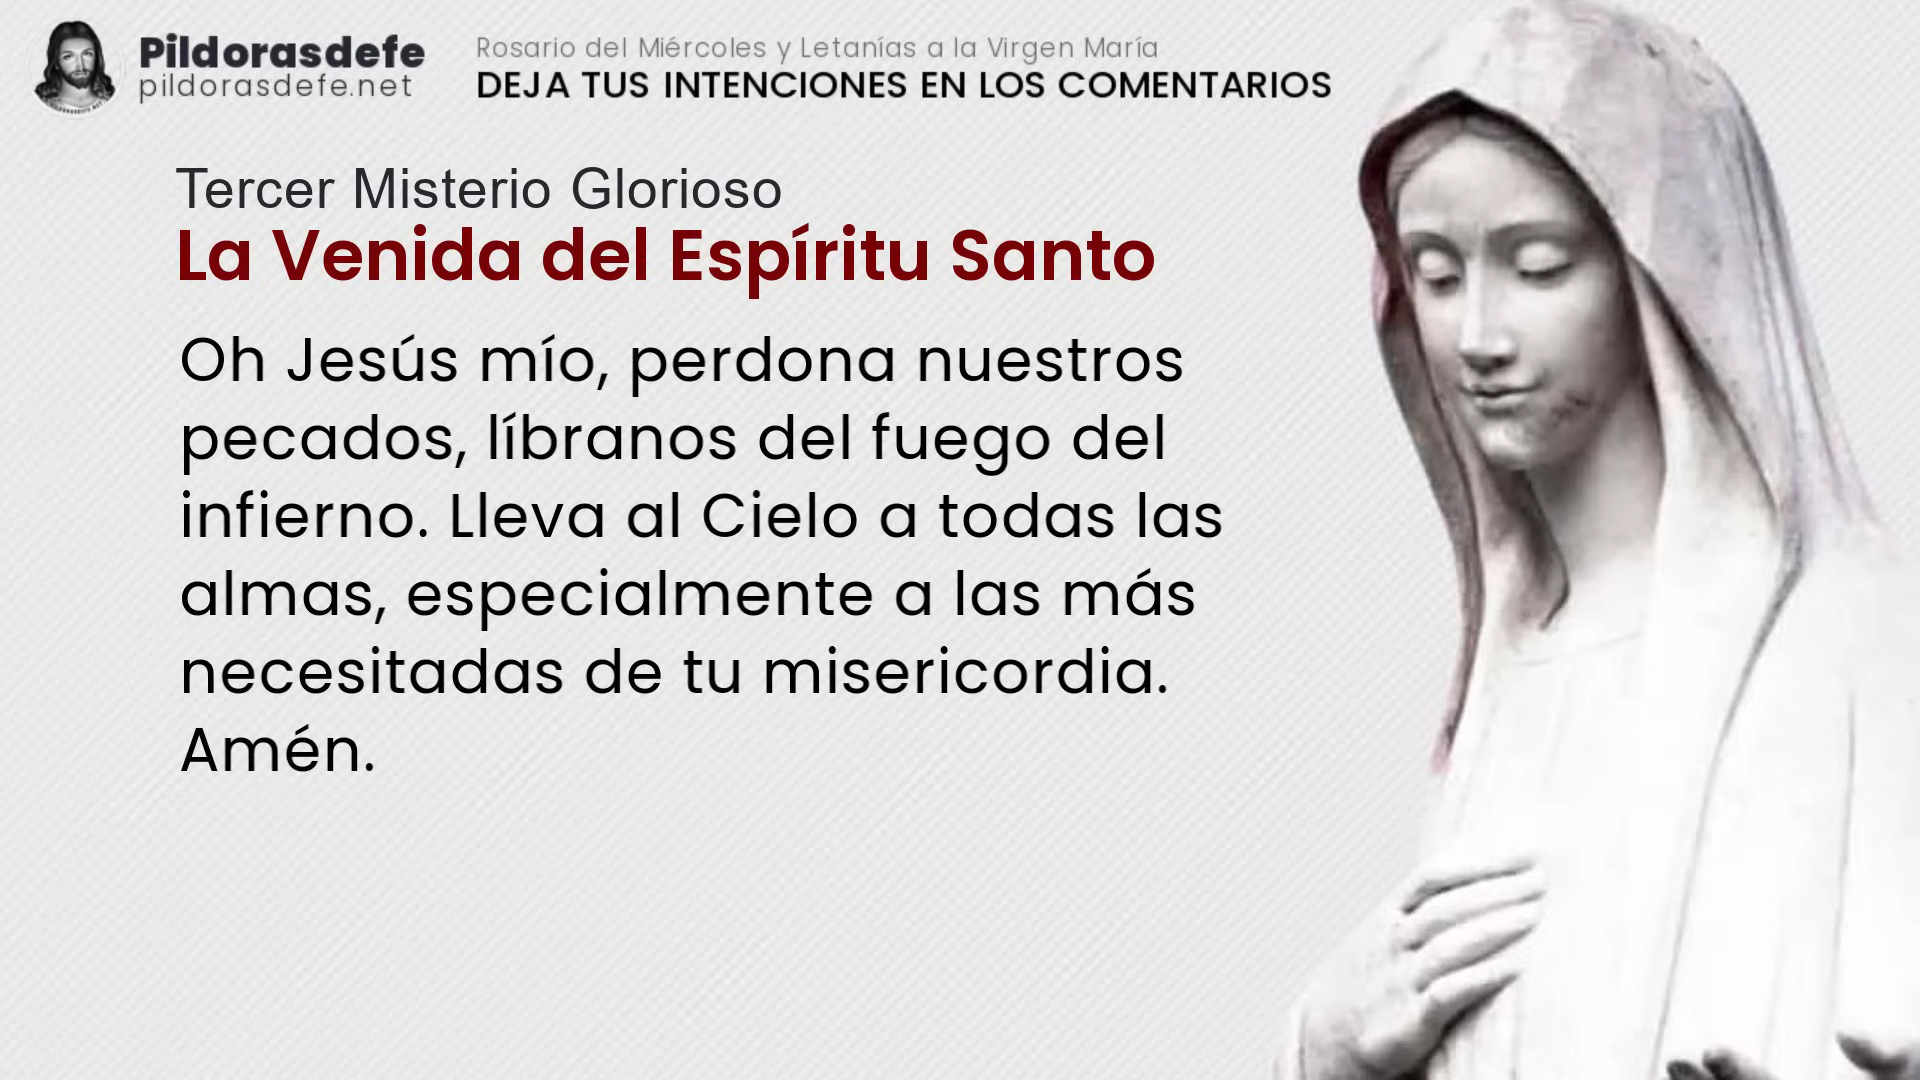 Pildorasdefe
pildorasdefe.net
Rosario del Miércoles y Letanías a la Virgen María
DEJA TUS INTENCIONES EN LOS COMENTARIOS
Tercer Misterio Glorioso
La Venida del Espíritu Santo
Oh Jesús mío, perdona nuestros
pecados, líbranos del fuego del
infierno. Lleva al Cielo a todas las
almas, especialmente a las más
necesitadas de tu misericordia.
Amén.